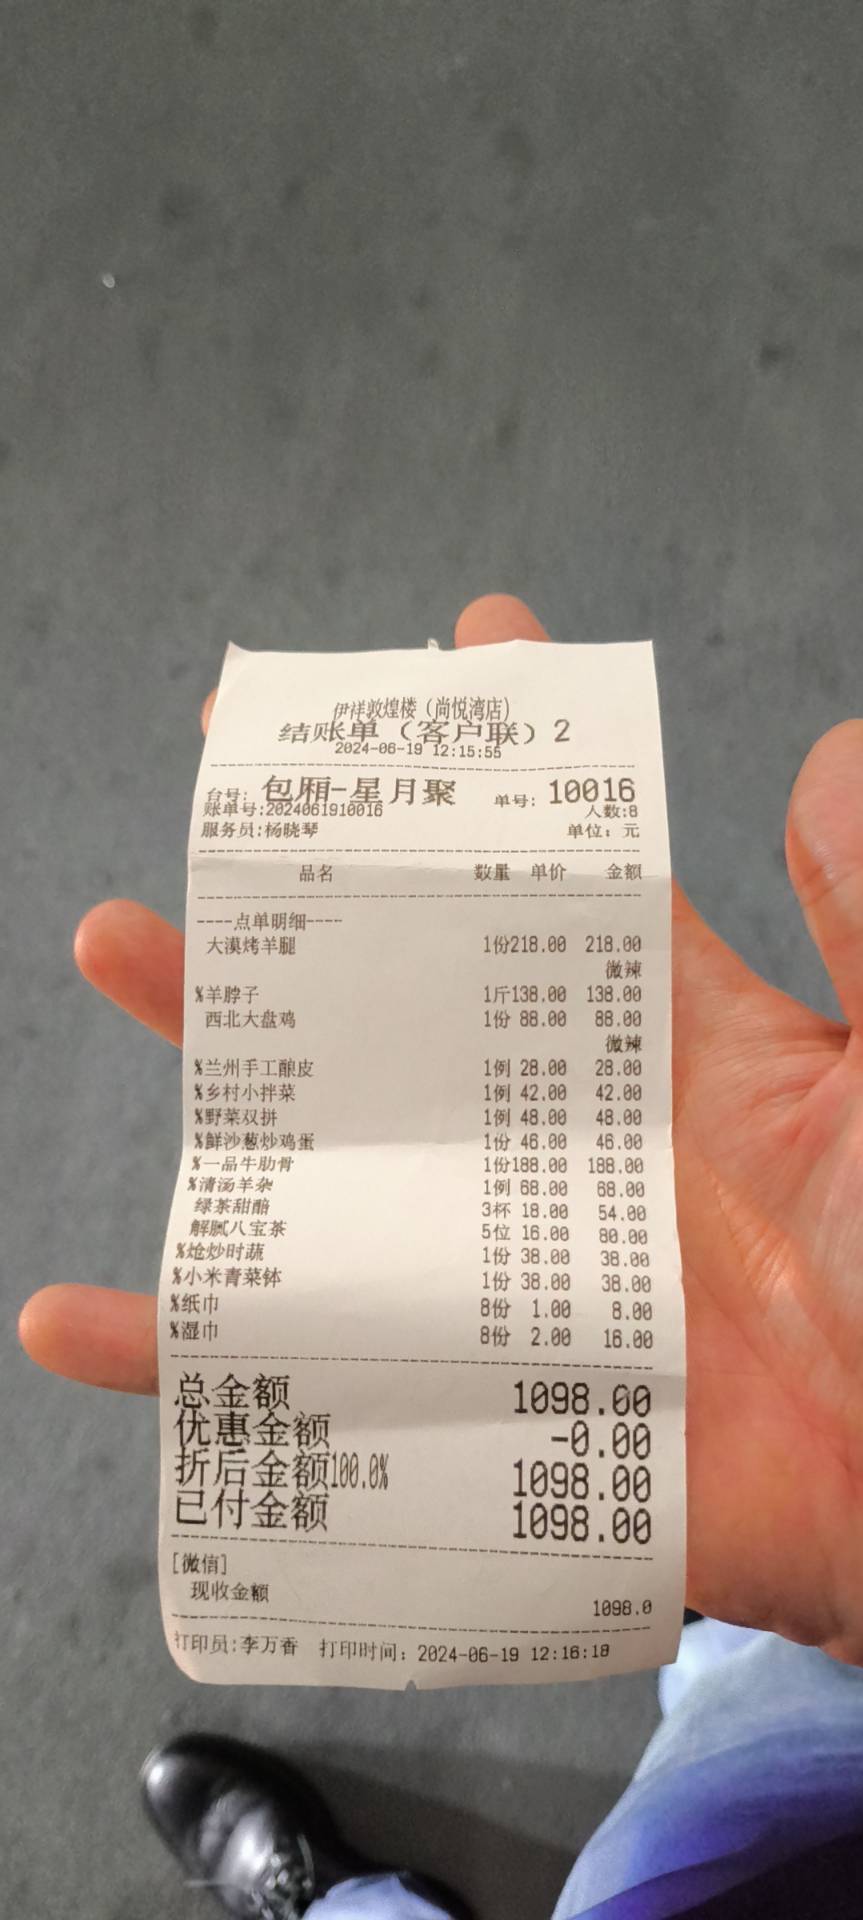 伊祥敦煌楼（尚悦湾店）
结账单（客户联）2
2024-06-19 12:15:55
台号: 包厢-星月聚 单号: 10016
账单号:2024061910016 人数:8
服务员:杨晓琴 单位: 元
品名 数量 单价 金额
----点单明细----
大漠烤羊腿 1份218.00 218.00
微辣
%羊脖子 1斤138.00 138.00
西北大盘鸡 1份 88.00 88.00
微辣
%兰州手工酿皮 1例 28.00 28.00
%乡村小拌菜 1例 42.00 42.00
%野菜双拼 1例 48.00 48.00
%鲜沙葱炒鸡蛋 1份 46.00 46.00
%一品牛肋骨 1份188.00 188.00
%清汤羊杂 1例 68.00 68.00
绿茶甜醅 3杯 18.00 54.00
解腻八宝茶 5位 16.00 80.00
%炝炒时蔬 1份 38.00 38.00
%小米青菜钵 1份 38.00 38.00
%纸巾 8份 1.00 8.00
%湿巾 8份 2.00 16.00
总金额 1098.00
优惠金额 -0.00
折后金额100.0% 1098.00
已付金额 1098.00
[微信]
现收金额 1098.0
打印员:李万香 打印时间: 2024-06-19 12:16:18